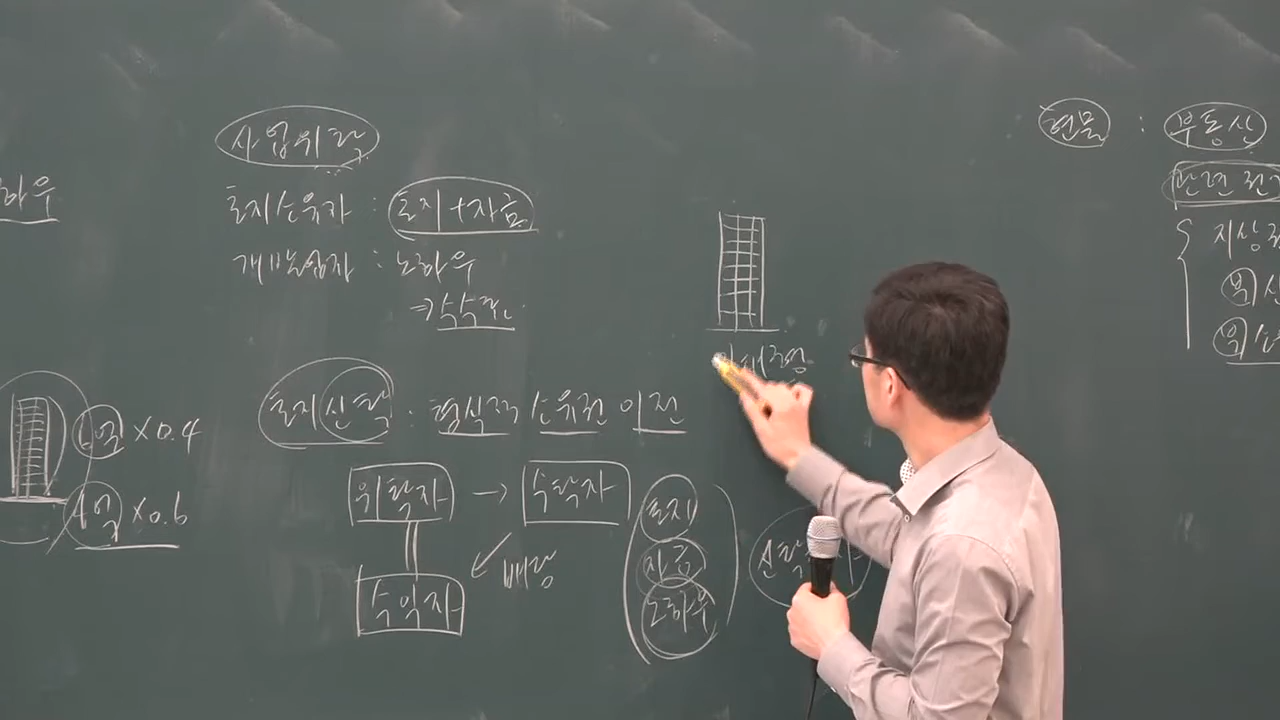 하우
사업위탁
토지소유자 : 토지+자금
개발업자 : 노하우
⇒ 수수료
토지신탁 : 형식적 소유권 이전
위탁자 → 수탁자
배당
수익자
토지
자금
노하우
신탁
×0.4
4억 ×0.6
현물 : 부동산
관련 권
지상권